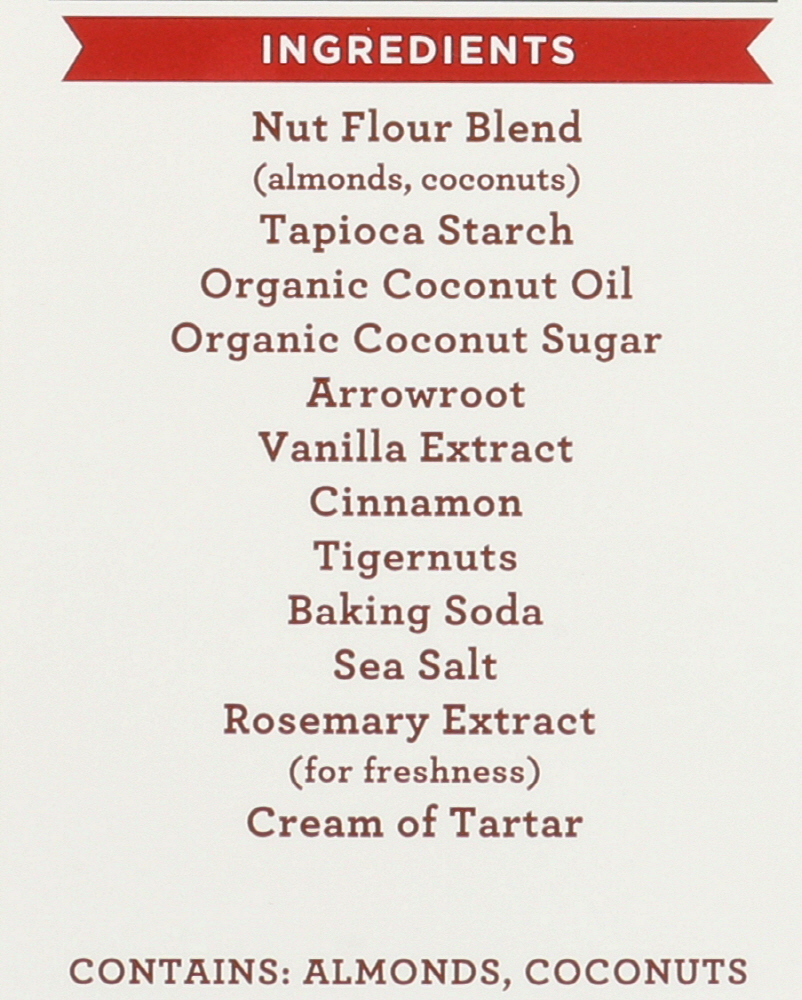 INGREDIENTS
Nut Flour Blend
(almonds, coconuts)
Tapioca Starch
Organic Coconut Oil
Organic Coconut Sugar
Arrowroot
Vanilla Extract
Cinnamon
Tigernuts
Baking Soda
Sea Salt
Rosemary Extract
(for freshness)
Cream of Tartar
CONTAINS: ALMONDS, COCONUTS